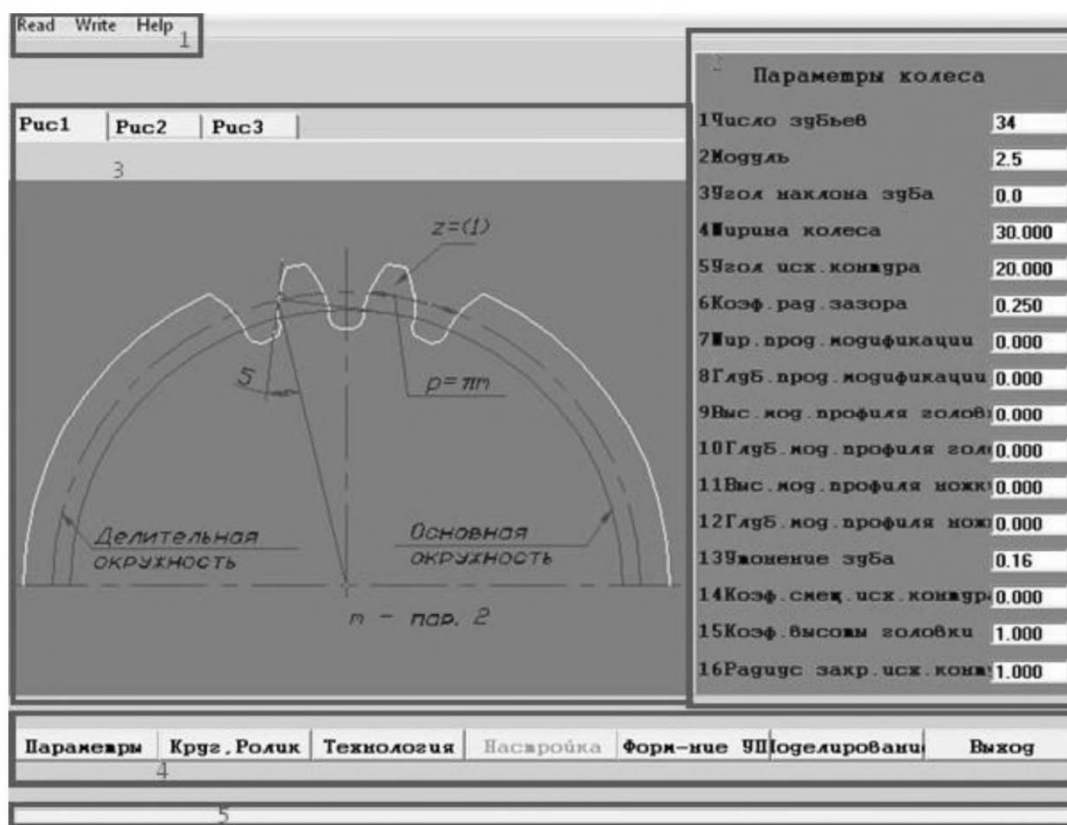 Read Write Help
1
2
Параметры колеса
Рис1 Рис2 Рис3
3
1Число зубьев 34
2Модуль 2.5
3Угол наклона зуба 0.0
4Ширина колеса 30.000
5Угол исх.контура 20.000
6Коэф.рад.зазора 0.250
7Шир.прод.модификации 0.000
8Глуб.прод.модификации 0.000
9Выс.мод.профиля голов 0.000
10Глуб.мод.профиля гол 0.000
11Выс.мод.профиля ножк 0.000
12Глуб.мод.профиля нож 0.000
13Утонение зуба 0.16
14Коэф.смещ.исх.контур 0.000
15Коэф.высоты головки 1.000
16Радиус закр.исх.конт 1.000
z=(1)
5
p=πm
Делительная окружность
Основная окружность
m - пар. 2
Параметры Круг,Ролик Технология Настройка Форм-ние УП Моделировани Выход
4
5